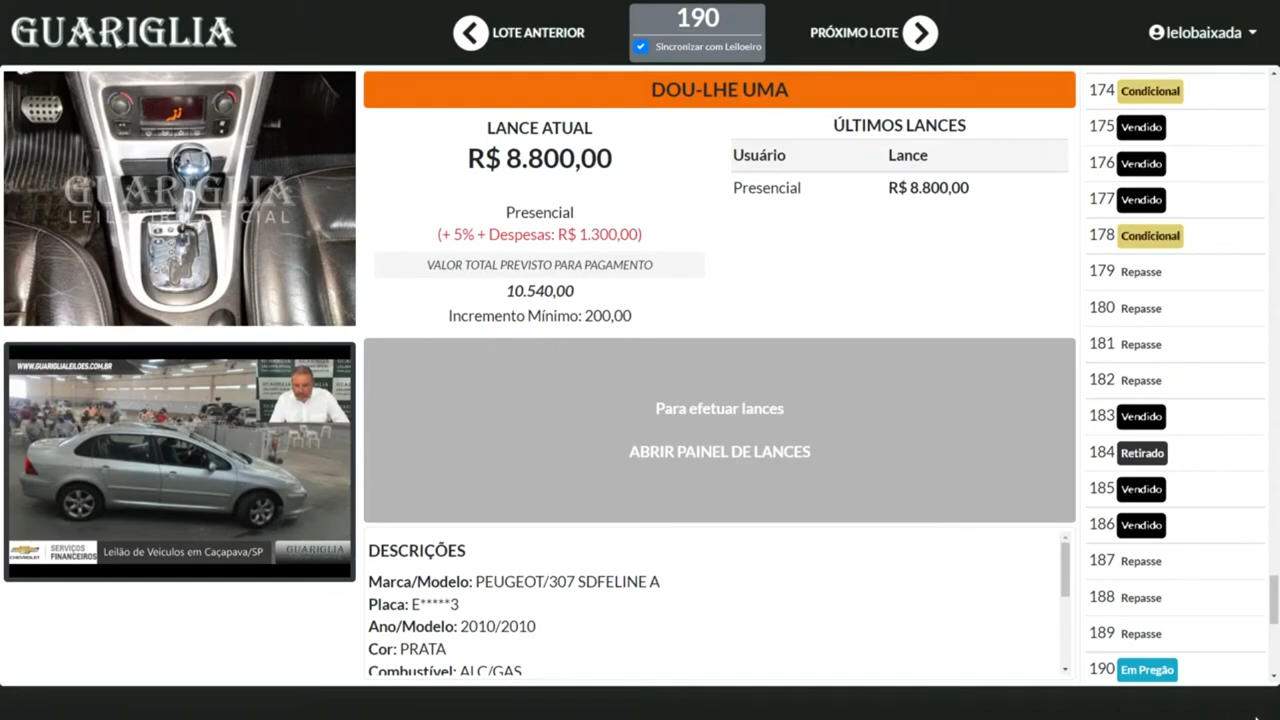 GUARIGLIA
LOTE ANTERIOR
190
Sincronizar com Leiloeiro
PRÓXIMO LOTE
lelobaixada
GUARIGLIA
LEILOEIRO OFICIAL
DOU-LHE UMA
LANCE ATUAL
R$ 8.800,00
Presencial
(+ 5% + Despesas: R$ 1.300,00)
VALOR TOTAL PREVISTO PARA PAGAMENTO
10.540,00
Incremento Mínimo: 200,00
ÚLTIMOS LANCES
Usuário Lance
Presencial R$ 8.800,00
WWW.GUARIGLIALEILOES.COM.BR
GUARIGLIA
CHEVROLET
SERVIÇOS
FINANCEIROS
Leilão de Veiculos em Caçapava/SP
GUARIGLIA
Para efetuar lances
ABRIR PAINEL DE LANCES
DESCRIÇÕES
Marca/Modelo: PEUGEOT/307 SDFELINE A
Placa: E*****3
Ano/Modelo: 2010/2010
Cor: PRATA
Combustível: ALC/GAS
174 Condicional
175 Vendido
176 Vendido
177 Vendido
178 Condicional
179 Repasse
180 Repasse
181 Repasse
182 Repasse
183 Vendido
184 Retirado
185 Vendido
186 Vendido
187 Repasse
188 Repasse
189 Repasse
190 Em Pregão